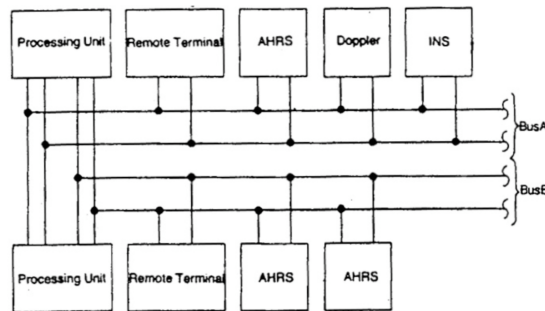 Processing Unit
Remote Terminal
AHRS
Doppler
INS
BusA
BusB
Processing Unit
Remote Terminal
AHRS
AHRS